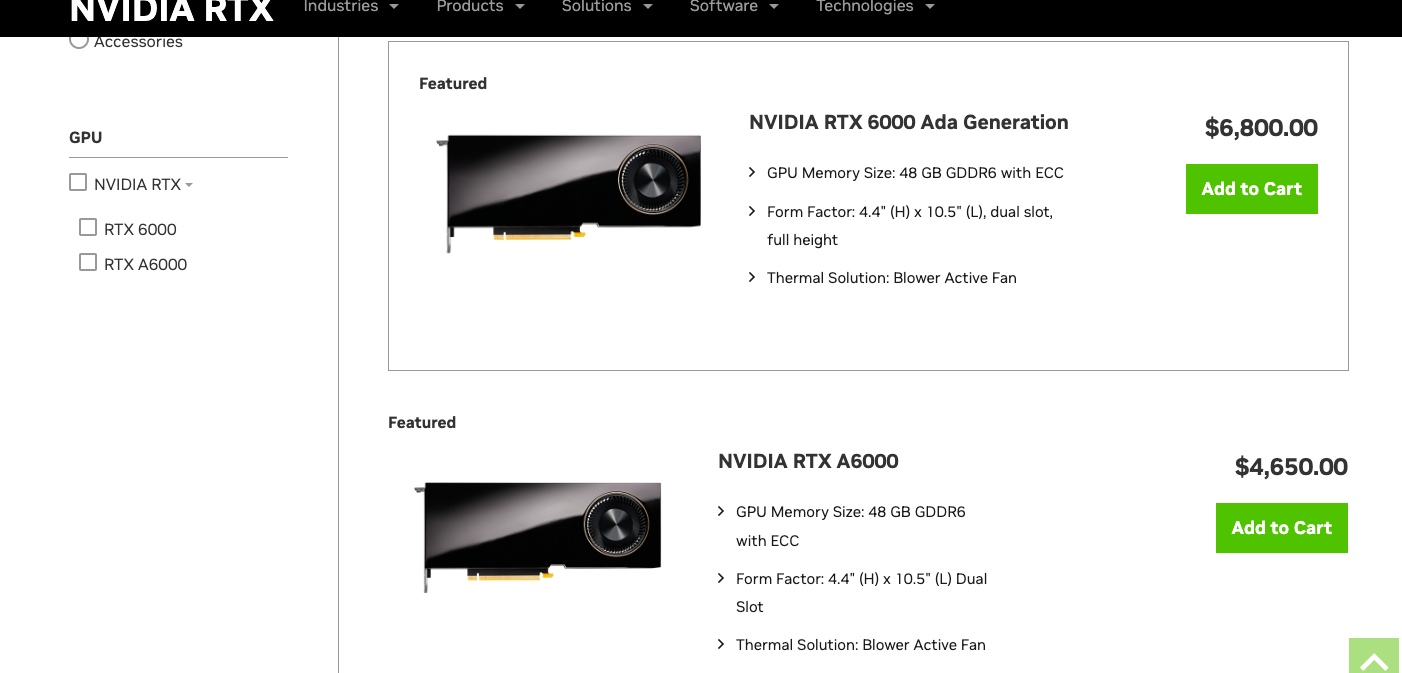 NVIDIA RTX
Industries Products Solutions Software Technologies
Accessories
GPU
NVIDIA RTX
RTX 6000
RTX A6000
Featured
NVIDIA RTX 6000 Ada Generation
$6,800.00
GPU Memory Size: 48 GB GDDR6 with ECC
Add to Cart
Form Factor: 4.4" (H) x 10.5" (L), dual slot,
full height
Thermal Solution: Blower Active Fan
Featured
NVIDIA RTX A6000
$4,650.00
GPU Memory Size: 48 GB GDDR6
with ECC
Add to Cart
Form Factor: 4.4" (H) x 10.5" (L) Dual
Slot
Thermal Solution: Blower Active Fan